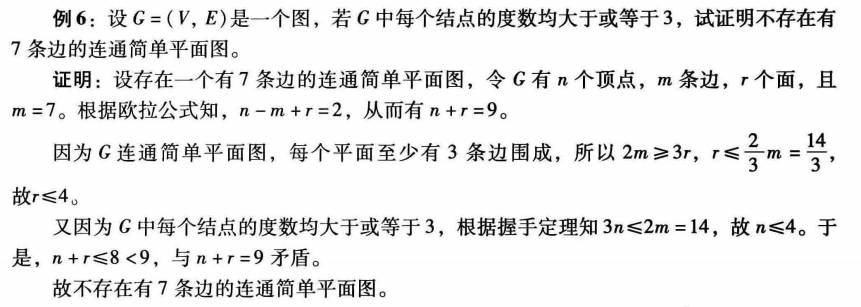 例6：设 G = ( V, E) 是一个图，若 G 中每个结点的度数均大于或等于3，试证明不存在有
7 条边的连通简单平面图。
证明：设存在一个有 7 条边的连通简单平面图，令 G 有 n 个顶点，m 条边，r 个面，且
m = 7。根据欧拉公式知，n - m + r = 2，从而有 n + r = 9。
因为 G 连通简单平面图，每个平面至少有 3 条边围成，所以 2m ≥ 3r，r ≤ 2/3 m = 14/3，
故r ≤ 4。
又因为 G 中每个结点的度数均大于或等于3，根据握手定理知 3n ≤ 2m = 14，故 n ≤ 4。于
是，n + r ≤ 8 < 9，与 n + r = 9 矛盾。
故不存在有 7 条边的连通简单平面图。